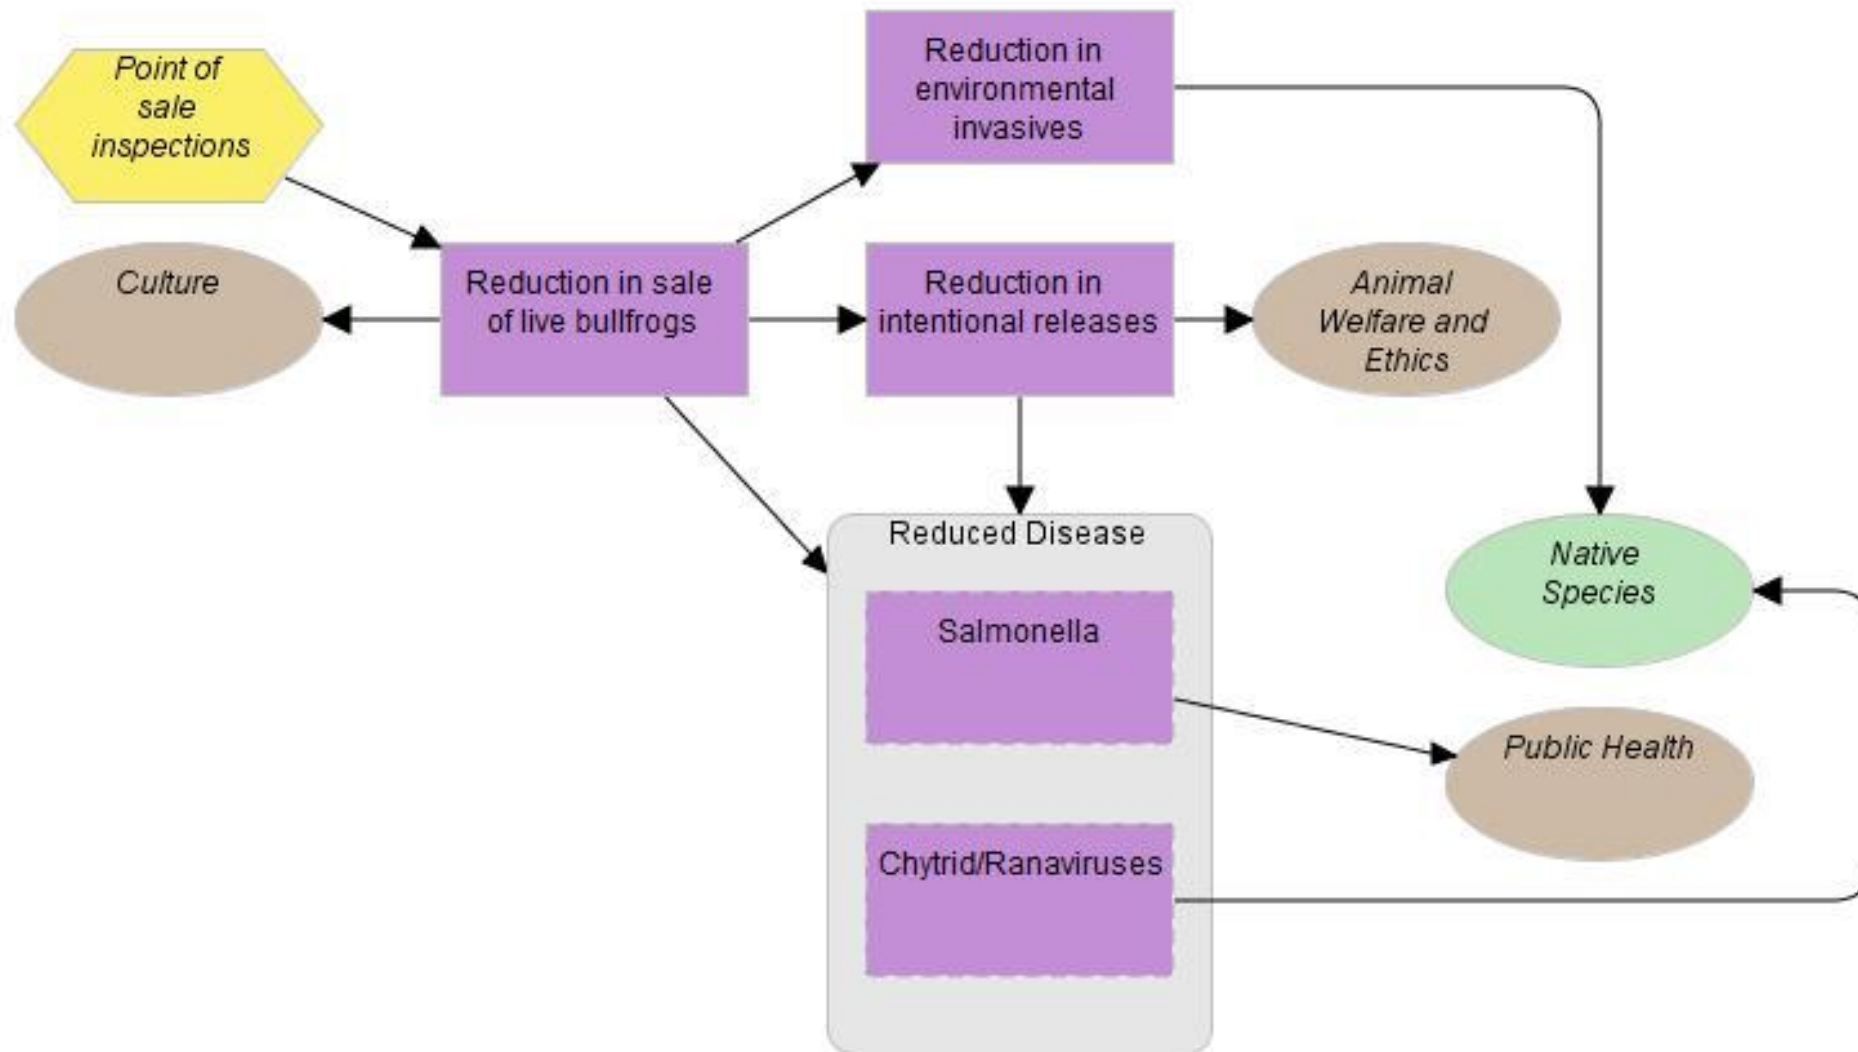 Point of
sale
inspections
Reduction in
environmental
invasives
Culture
Reduction in sale
of live bullfrogs
Reduction in
intentional releases
Animal
Welfare and
Ethics
Reduced Disease
Salmonella
Native
Species
Public Health
Chytrid/Ranaviruses